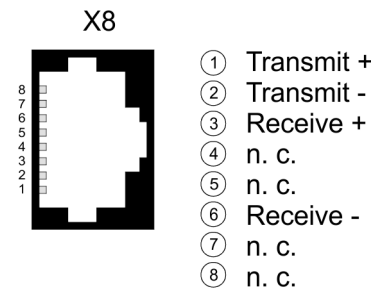 X8
8
7
6
5
4
3
2
1
1 Transmit +
2 Transmit -
3 Receive +
4 n. c.
5 n. c.
6 Receive -
7 n. c.
8 n. c.